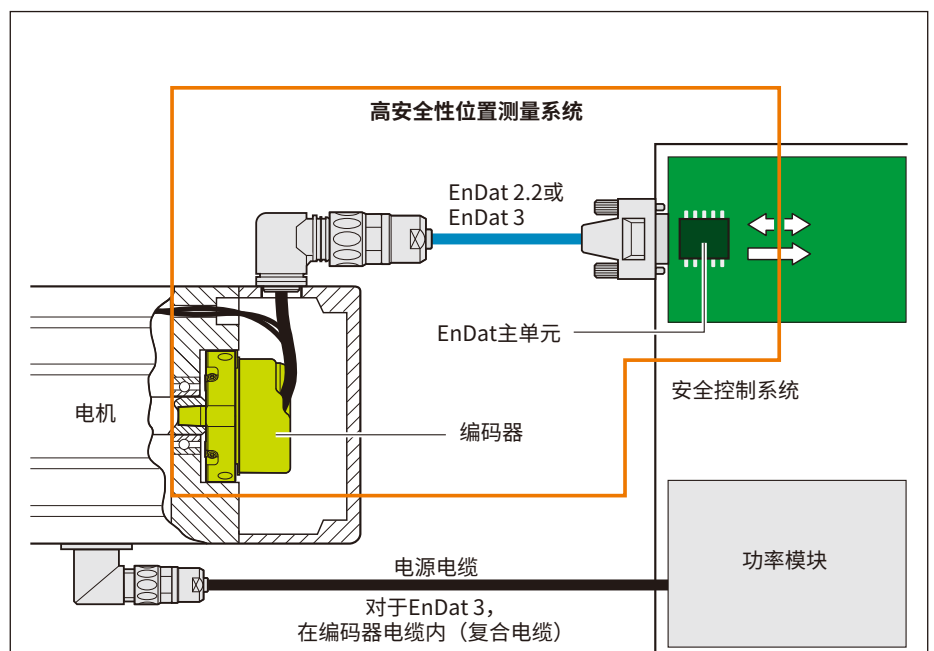 高安全性位置测量系统
EnDat 2.2或
EnDat 3
EnDat主单元
安全控制系统
电机
编码器
功率模块
电源电缆
对于EnDat 3，
在编码器电缆内（复合电缆）